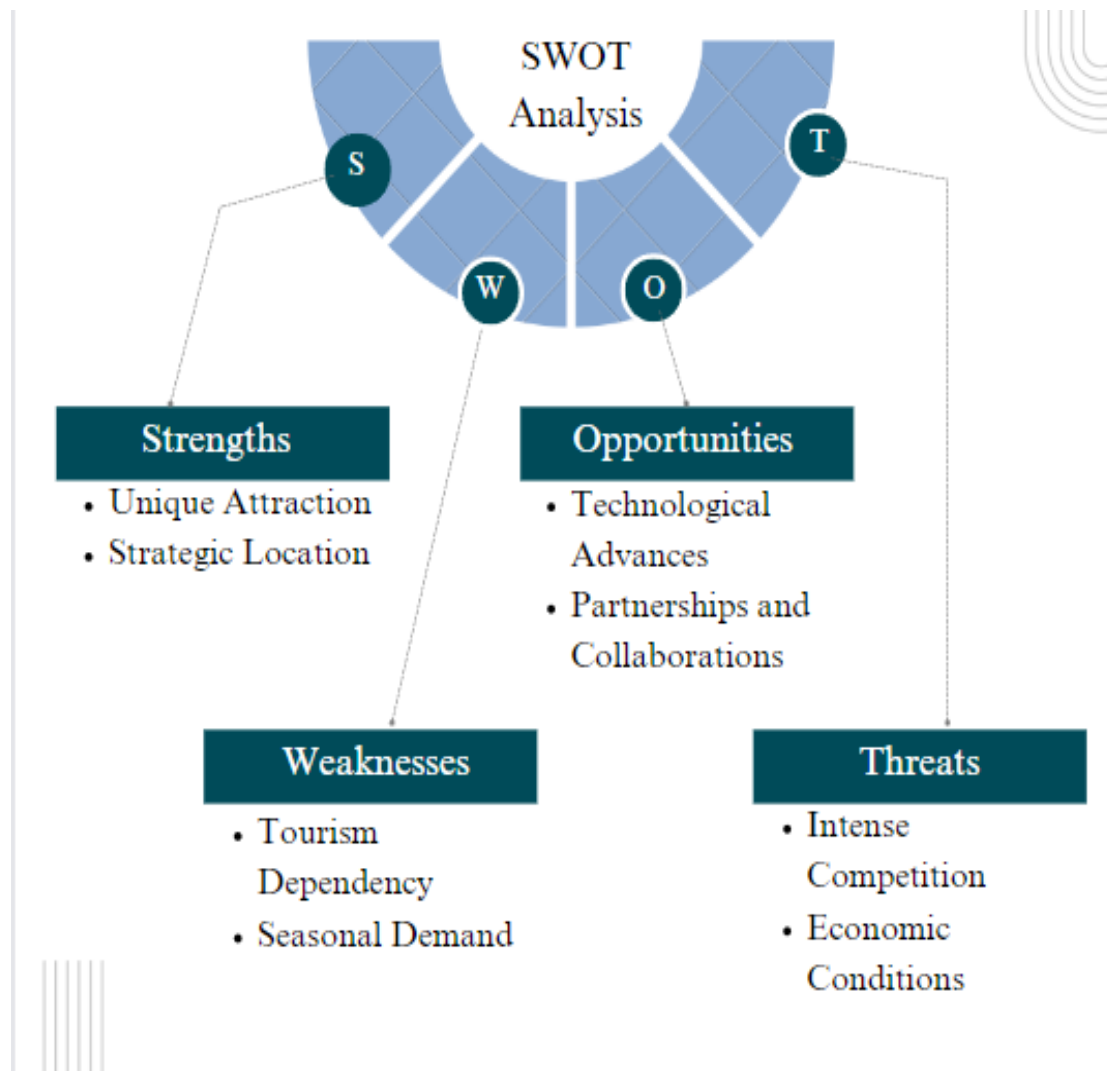 SWOT
Analysis
S
W
O
T
Strengths
• Unique Attraction
• Strategic Location
Opportunities
• Technological
Advances
• Partnerships and
Collaborations
Weaknesses
• Tourism
Dependency
• Seasonal Demand
Threats
• Intense
Competition
• Economic
Conditions